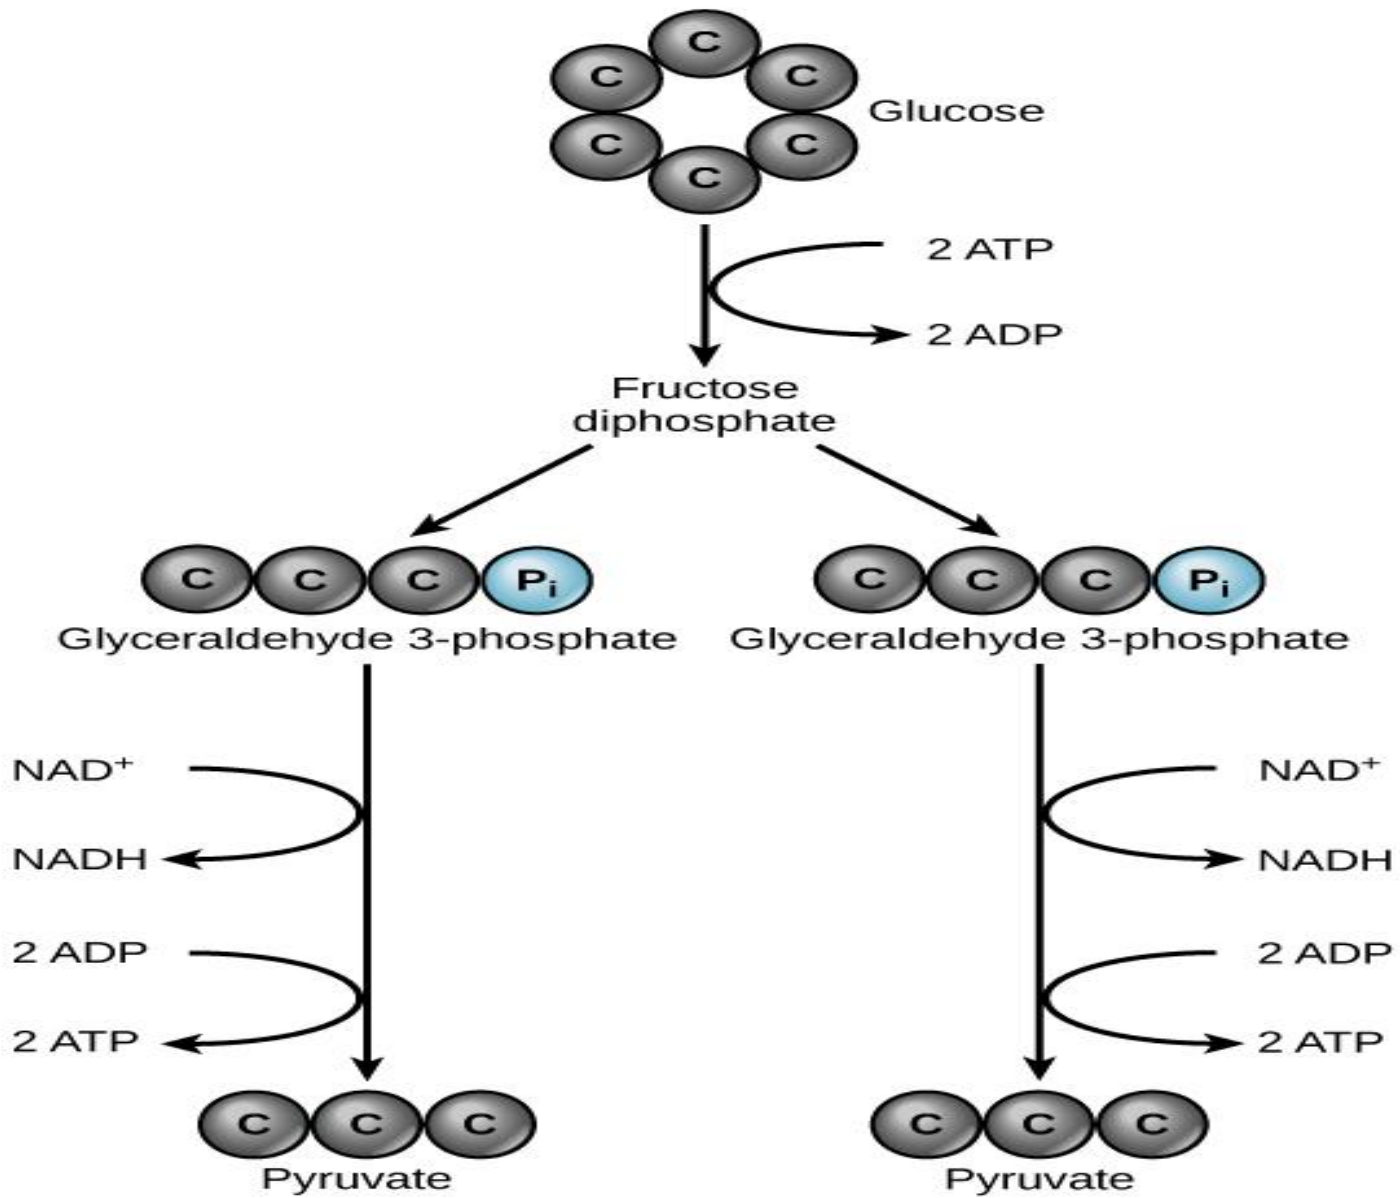 C
C C
Glucose
C C
C
2 ATP
2 ADP
Fructose
diphosphate
C C C Pi C C C Pi
Glyceraldehyde 3-phosphate Glyceraldehyde 3-phosphate
NAD+ NAD+
NADH NADH
2 ADP 2 ADP
2 ATP 2 ATP
C C C C C C
Pyruvate Pyruvate